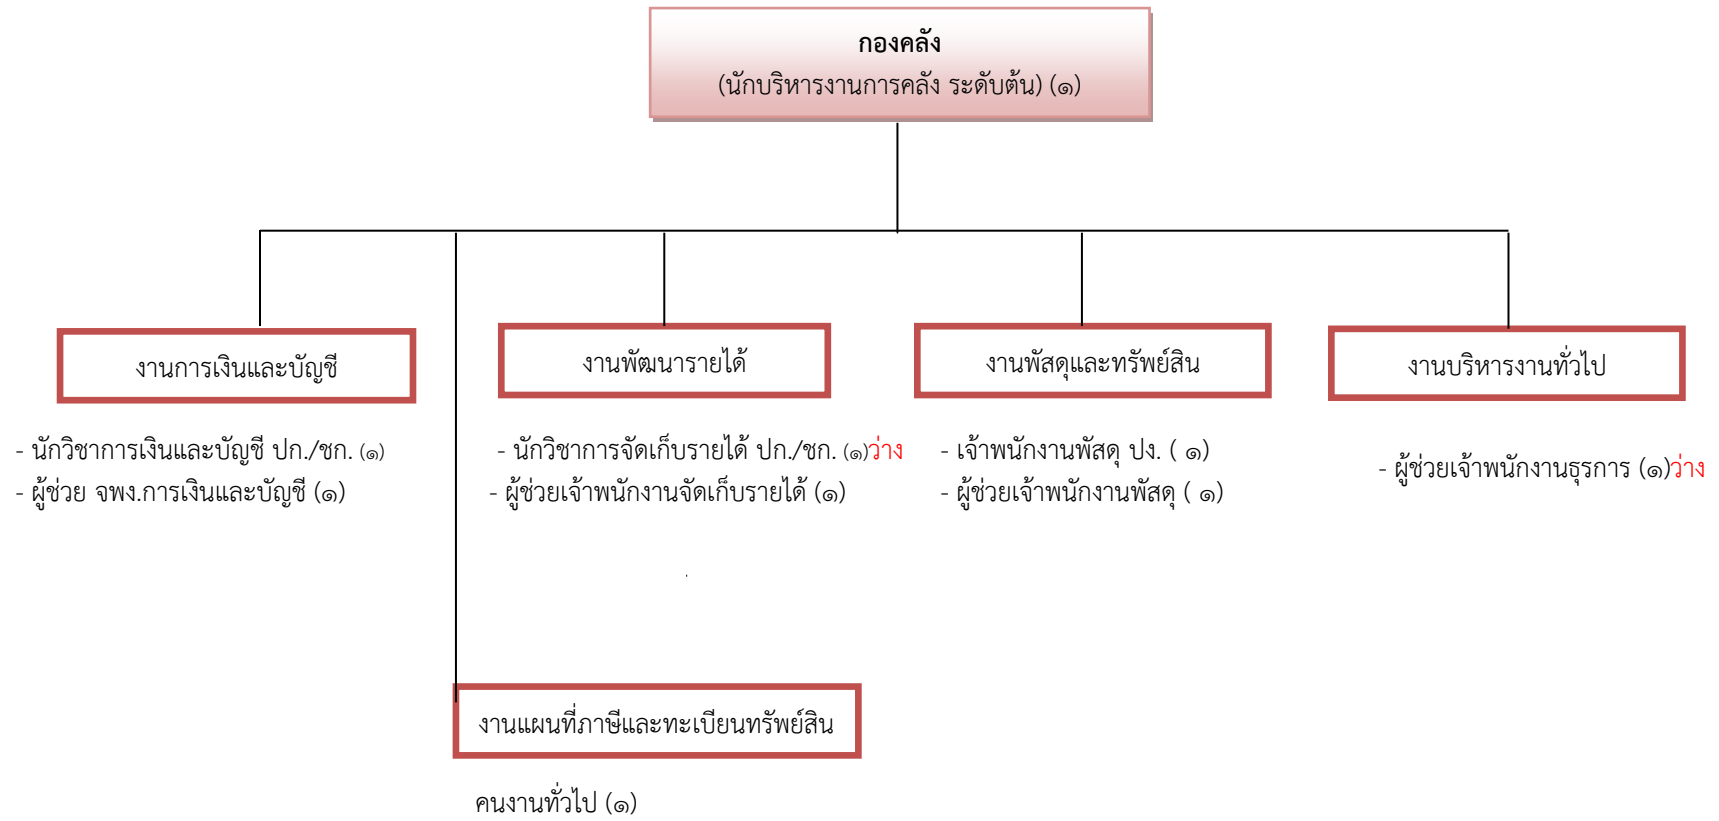 กองคลัง
(นักบริหารงานการคลัง ระดับต้น) (๑)
งานการเงินและบัญชี
- นักวิชาการเงินและบัญชี ปก./ชก. (๑)
- ผู้ช่วย จพง.การเงินและบัญชี (๑)
งานพัฒนารายได้
- นักวิชาการจัดเก็บรายได้ ปก./ชก. (๑)ว่าง
- ผู้ช่วยเจ้าพนักงานจัดเก็บรายได้ (๑)
งานพัสดุและทรัพย์สิน
- เจ้าพนักงานพัสดุ ปง. ( ๑)
- ผู้ช่วยเจ้าพนักงานพัสดุ ( ๑)
งานบริหารงานทั่วไป
- ผู้ช่วยเจ้าพนักงานธุรการ (๑)ว่าง
งานแผนที่ภาษีและทะเบียนทรัพย์สิน
คนงานทั่วไป (๑)